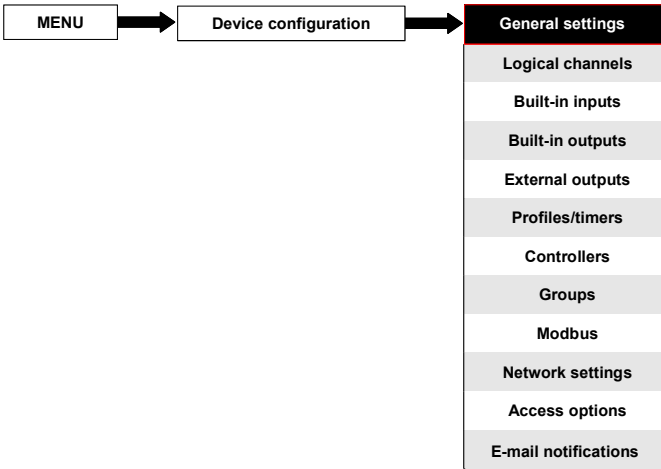 MENU
Device configuration
General settings
Logical channels
Built-in inputs
Built-in outputs
External outputs
Profiles/timers
Controllers
Groups
Modbus
Network settings
Access options
E-mail notifications